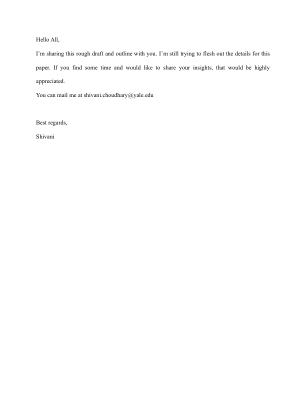 Hello All,
I'm sharing this rough draft and outline with you. I'm still trying to flesh out the details for this
paper. If you find some time and would like to share your insights, that would be highly
appreciated.
You can mail me at shivani.choudhary@yale.edu
Best regards,
Shivani